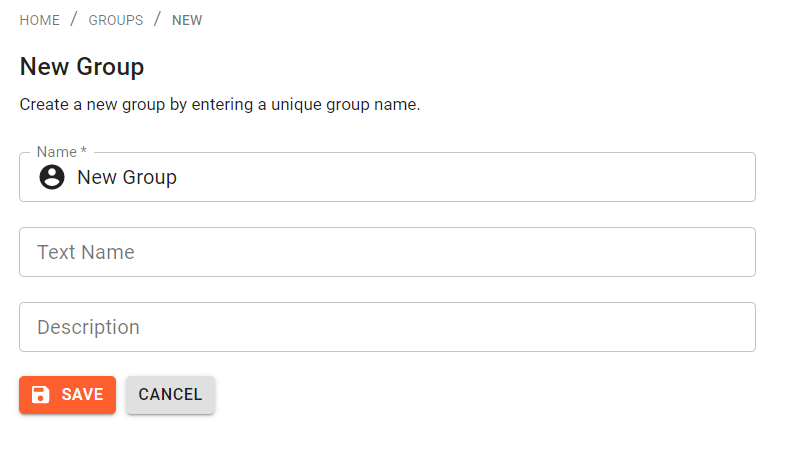 HOME / GROUPS / NEW
New Group
Create a new group by entering a unique group name.
Name *
New Group
Text Name
Description
SAVE CANCEL